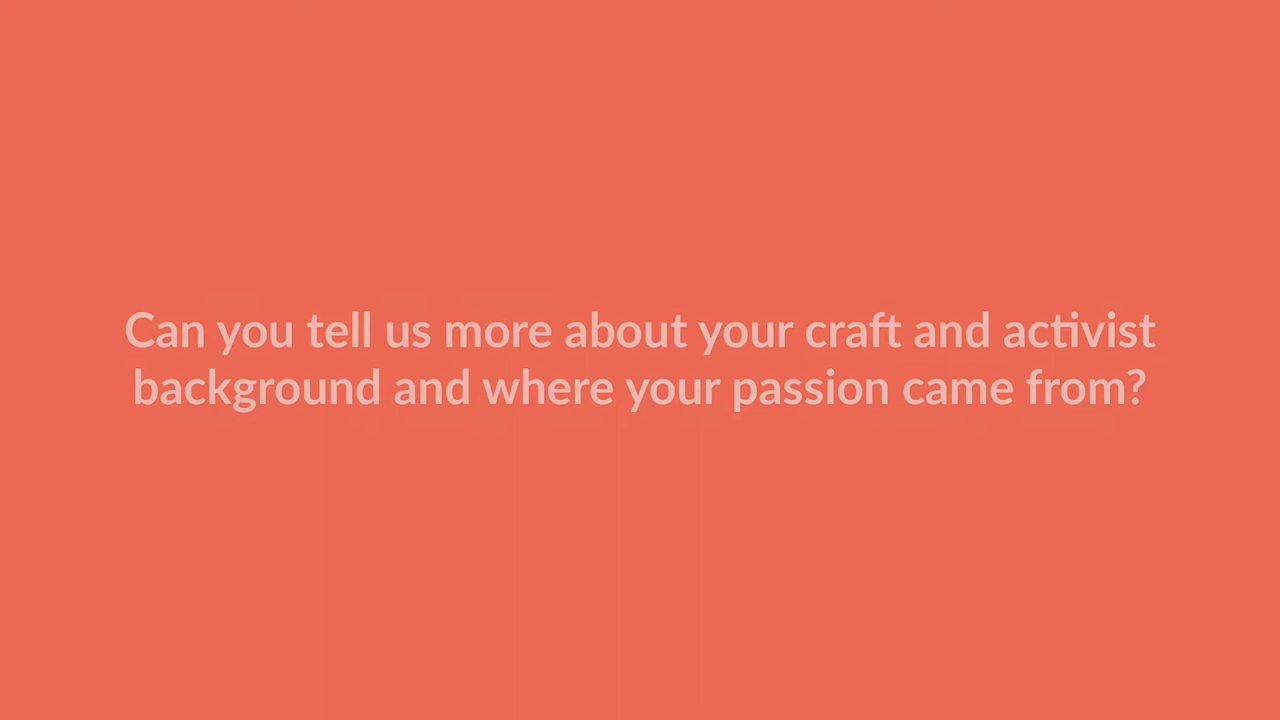 Can you tell us more about your craft and activist
background and where your passion came from?